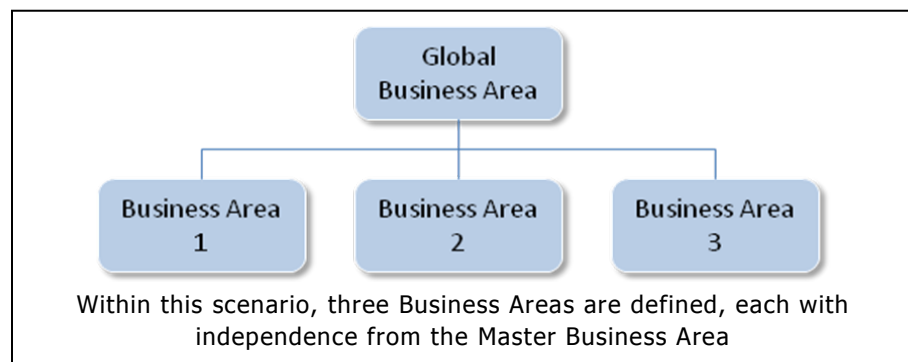 Global
Business Area
Business Area
1
Business Area
2
Business Area
3
Within this scenario, three Business Areas are defined, each with
independence from the Master Business Area